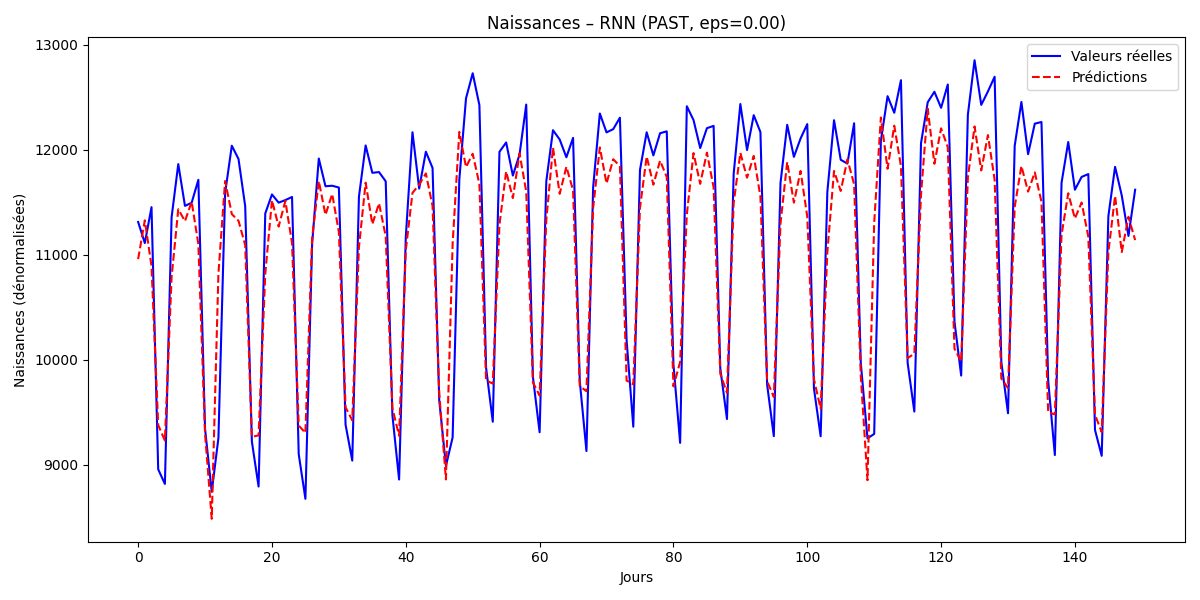 Naissances – RNN (PAST, eps=0.00)
Valeurs réelles
Prédictions
Naissances (dénormalisées)
13000
12000
11000
10000
9000
0 20 40 60 80 100 120 140
Jours